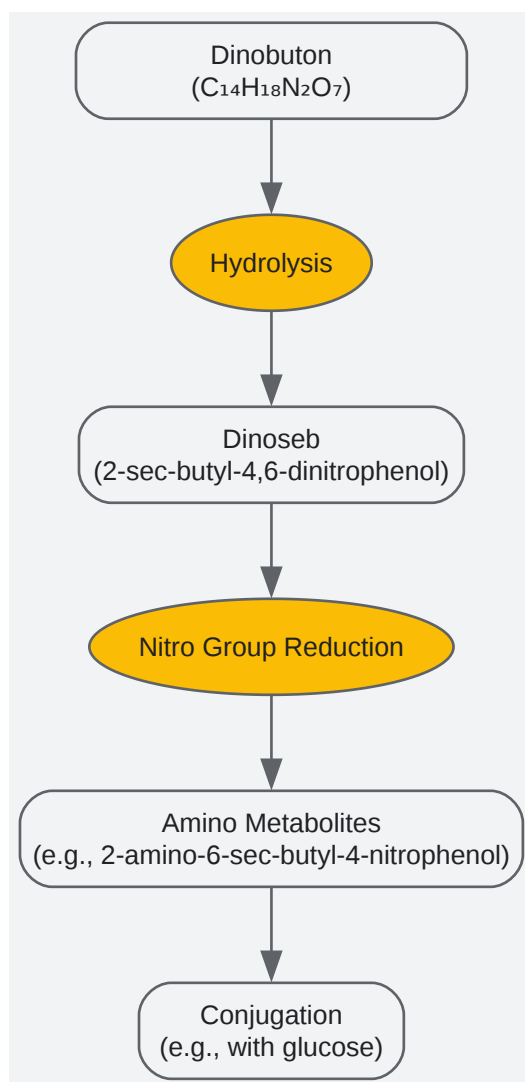 Dinobuton
(C₁₄H₁₈N₂O₇)
Hydrolysis
Dinoseb
(2-sec-butyl-4,6-dinitrophenol)
Nitro Group Reduction
Amino Metabolites
(e.g., 2-amino-6-sec-butyl-4-nitrophenol)
Conjugation
(e.g., with glucose)